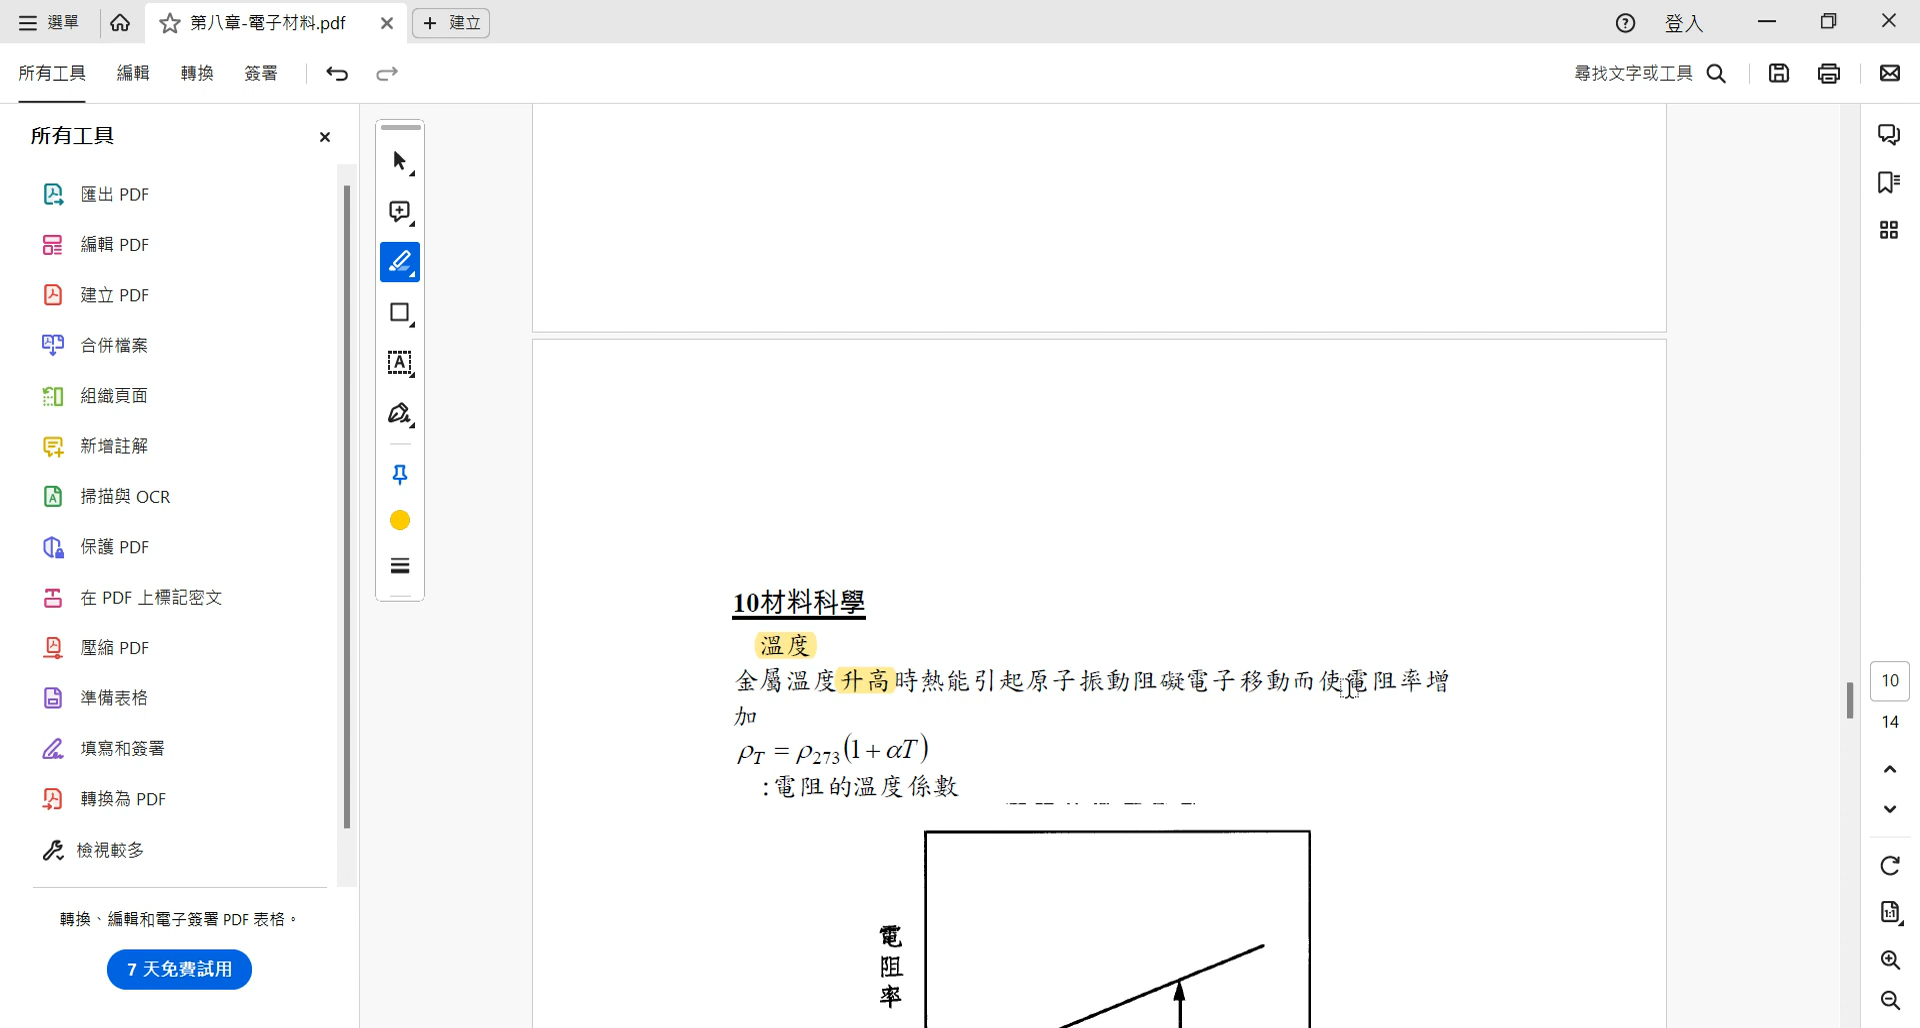 選單
第八章-電子材料.pdf
建立
登入
所有工具
編輯
轉換
簽署
尋找文字或工具
所有工具
匯出 PDF
編輯 PDF
建立 PDF
合併檔案
組織頁面
新增註解
掃描與 OCR
保護 PDF
在 PDF 上標記密文
壓縮 PDF
準備表格
填寫和簽署
轉換為 PDF
檢視較多
轉換、編輯和電子簽署 PDF 表格。
7 天免費試用
10材料科學
溫度
金屬溫度升高時熱能引起原子振動阻礙電子移動而使電阻率增
加
ρT = ρ273(1+αT)
:電阻的溫度係數
電阻率
10
14